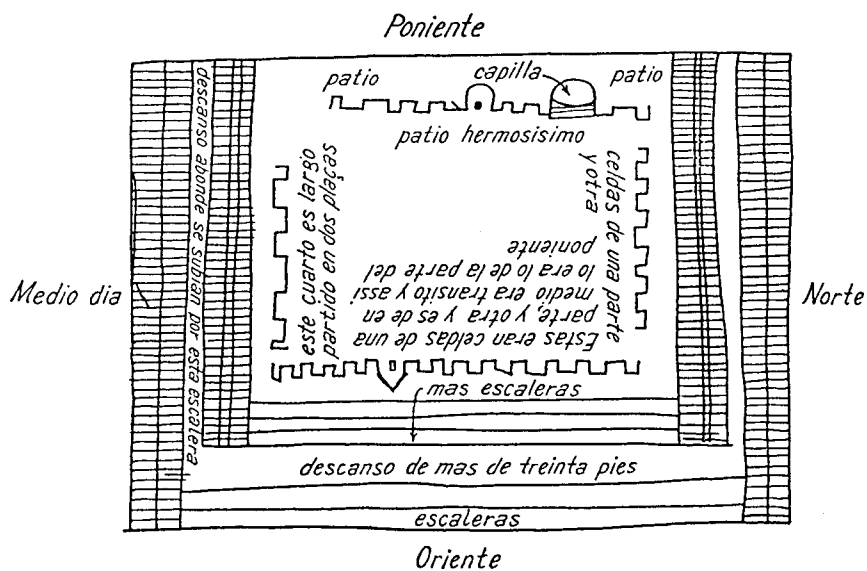 Poniente
patio
capilla
patio
patio hermosisimo
descanso abonde se subian por esta escalera
este cuarto es largo
partido en dos plaças
celdas de una parte
y otra
Estas eran celdas de una
parte, y otra y es de en
medio era transito y assi
lo era lo de la parte del
poniente
Medio dia
Norte
mas escaleras
descanso de mas de treinta pies
escaleras
Oriente